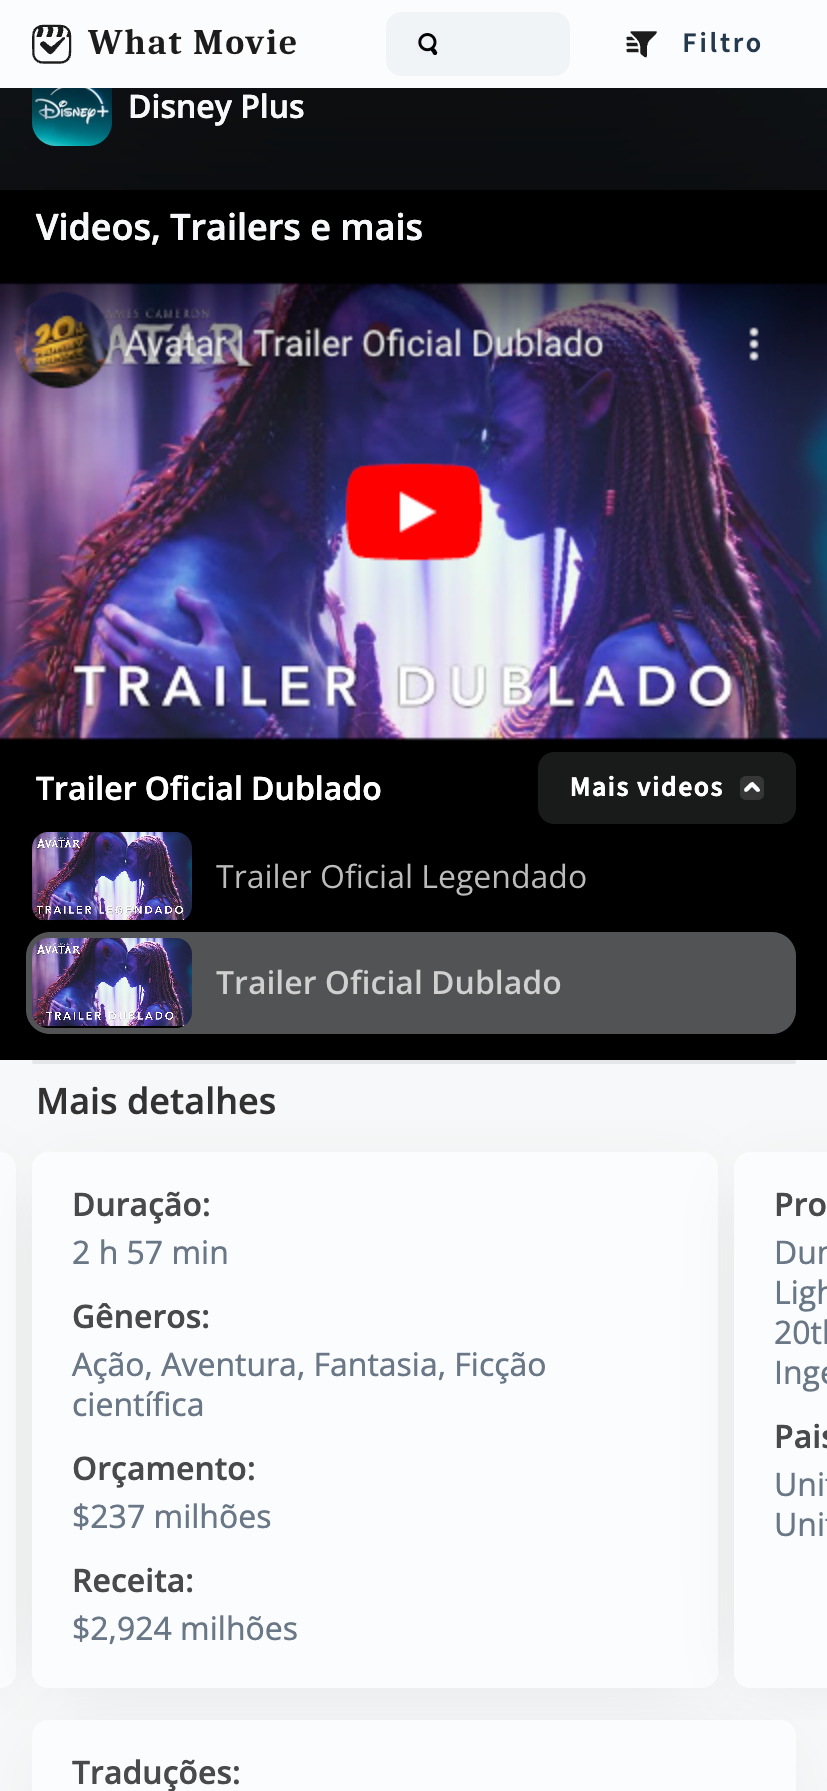 What Movie
Filtro
Disney+
Disney Plus
Videos, Trailers e mais
JAMES CAMERON
AVATAR
Avatar | Trailer Oficial Dublado
TRAILER DUBLADO
Trailer Oficial Dublado
Mais videos
AVATAR
TRAILER LEGENDADO
Trailer Oficial Legendado
AVATAR
TRAILER DUBLADO
Trailer Oficial Dublado
Mais detalhes
Duração:
2 h 57 min
Gêneros:
Ação, Aventura, Fantasia, Ficção
científica
Orçamento:
$237 milhões
Receita:
$2,924 milhões
Pro
Dun
Ligh
20th
Inge
Pais
Unit
Unit
Traduções: